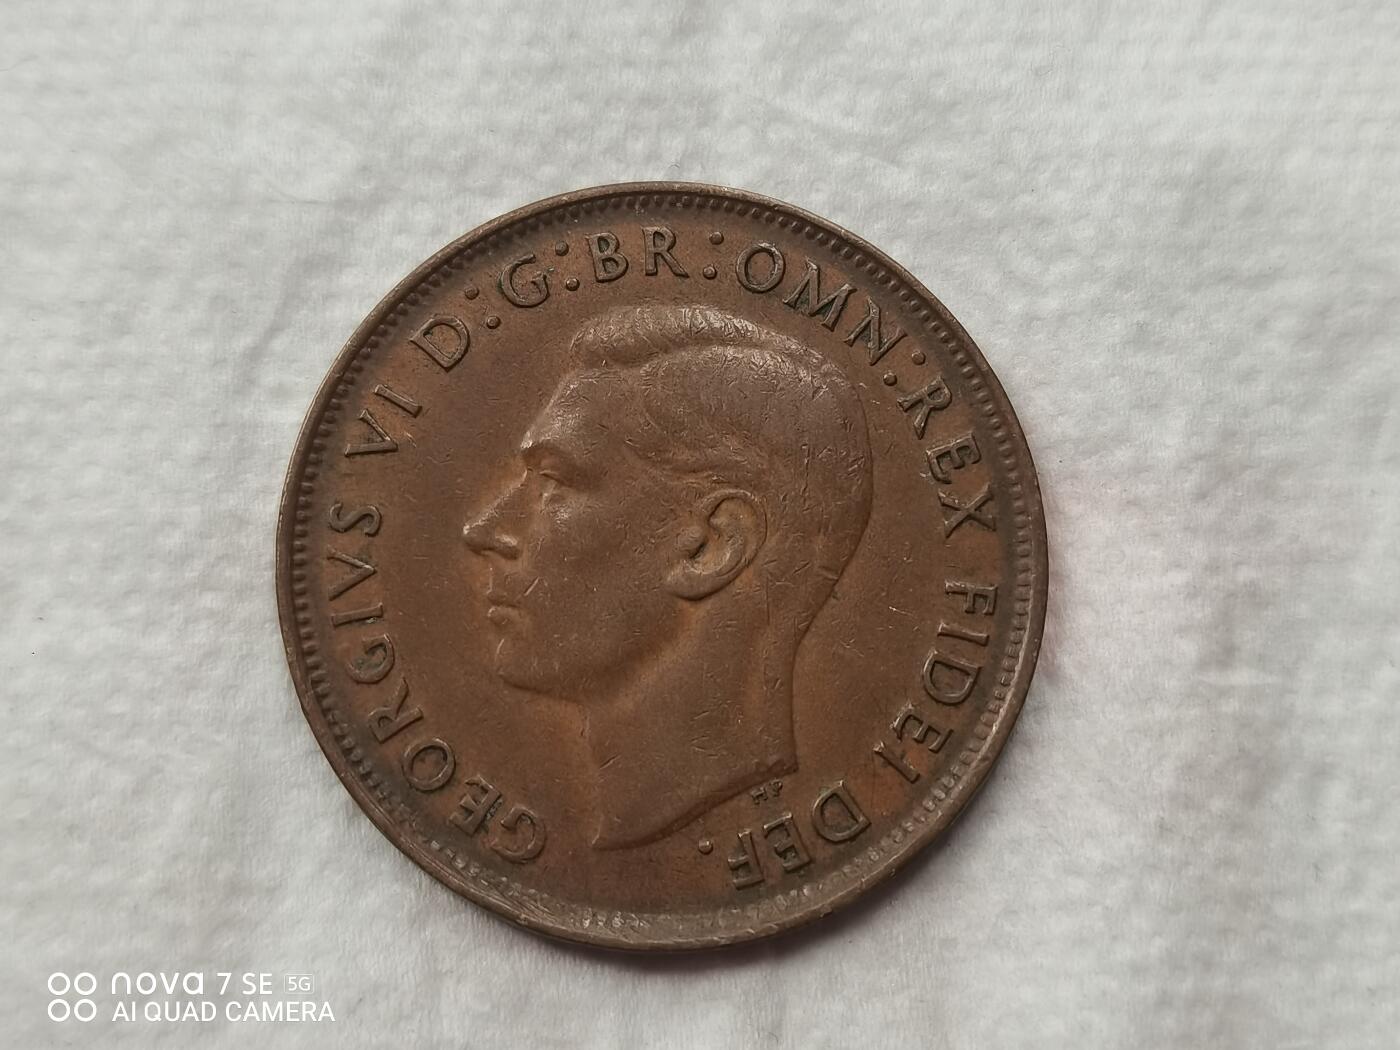 GEORGIVS VI D:G:BR:OMN:REX FIDEI DEF.
HP
nova 7 SE 5G
AI QUAD CAMERA